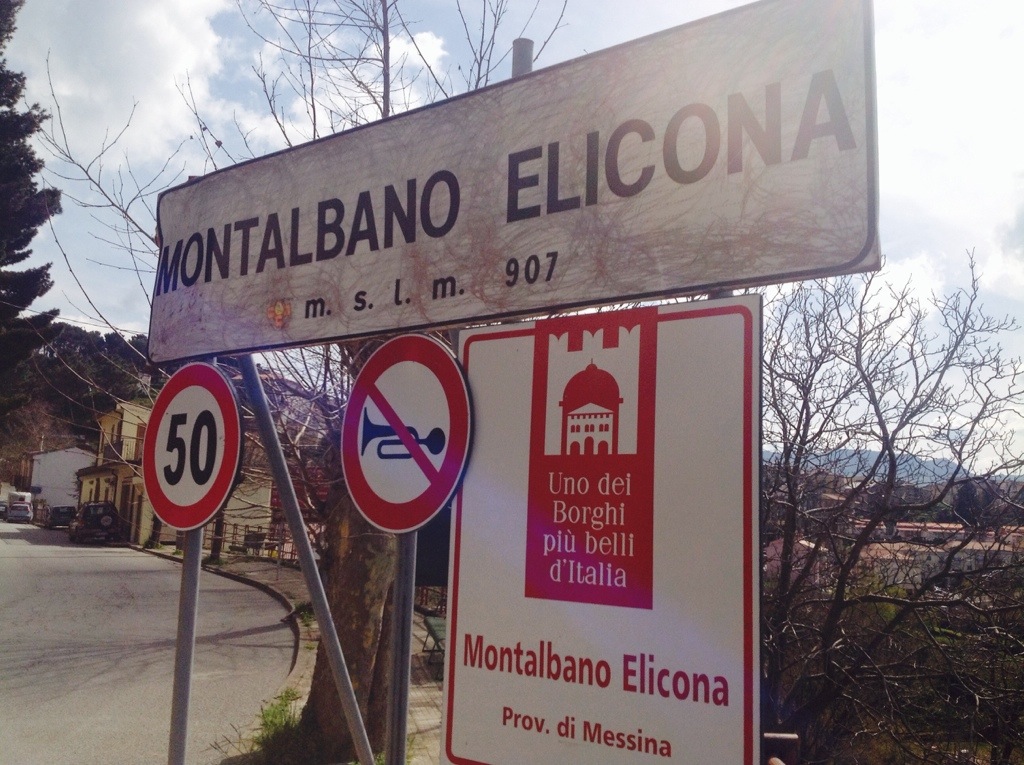 MONTALBANO ELICONA
m. s. l. m. 907
50
Uno dei
Borghi
più belli
d'Italia
Montalbano Elicona
Prov. di Messina